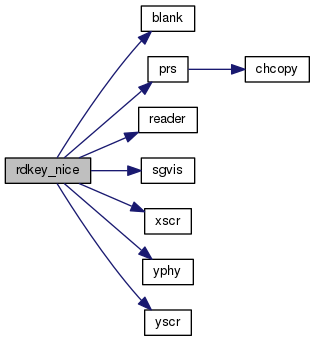 blank
prs
chcopy
reader
rdkey_nice
sgvis
xscr
yphy
yscr